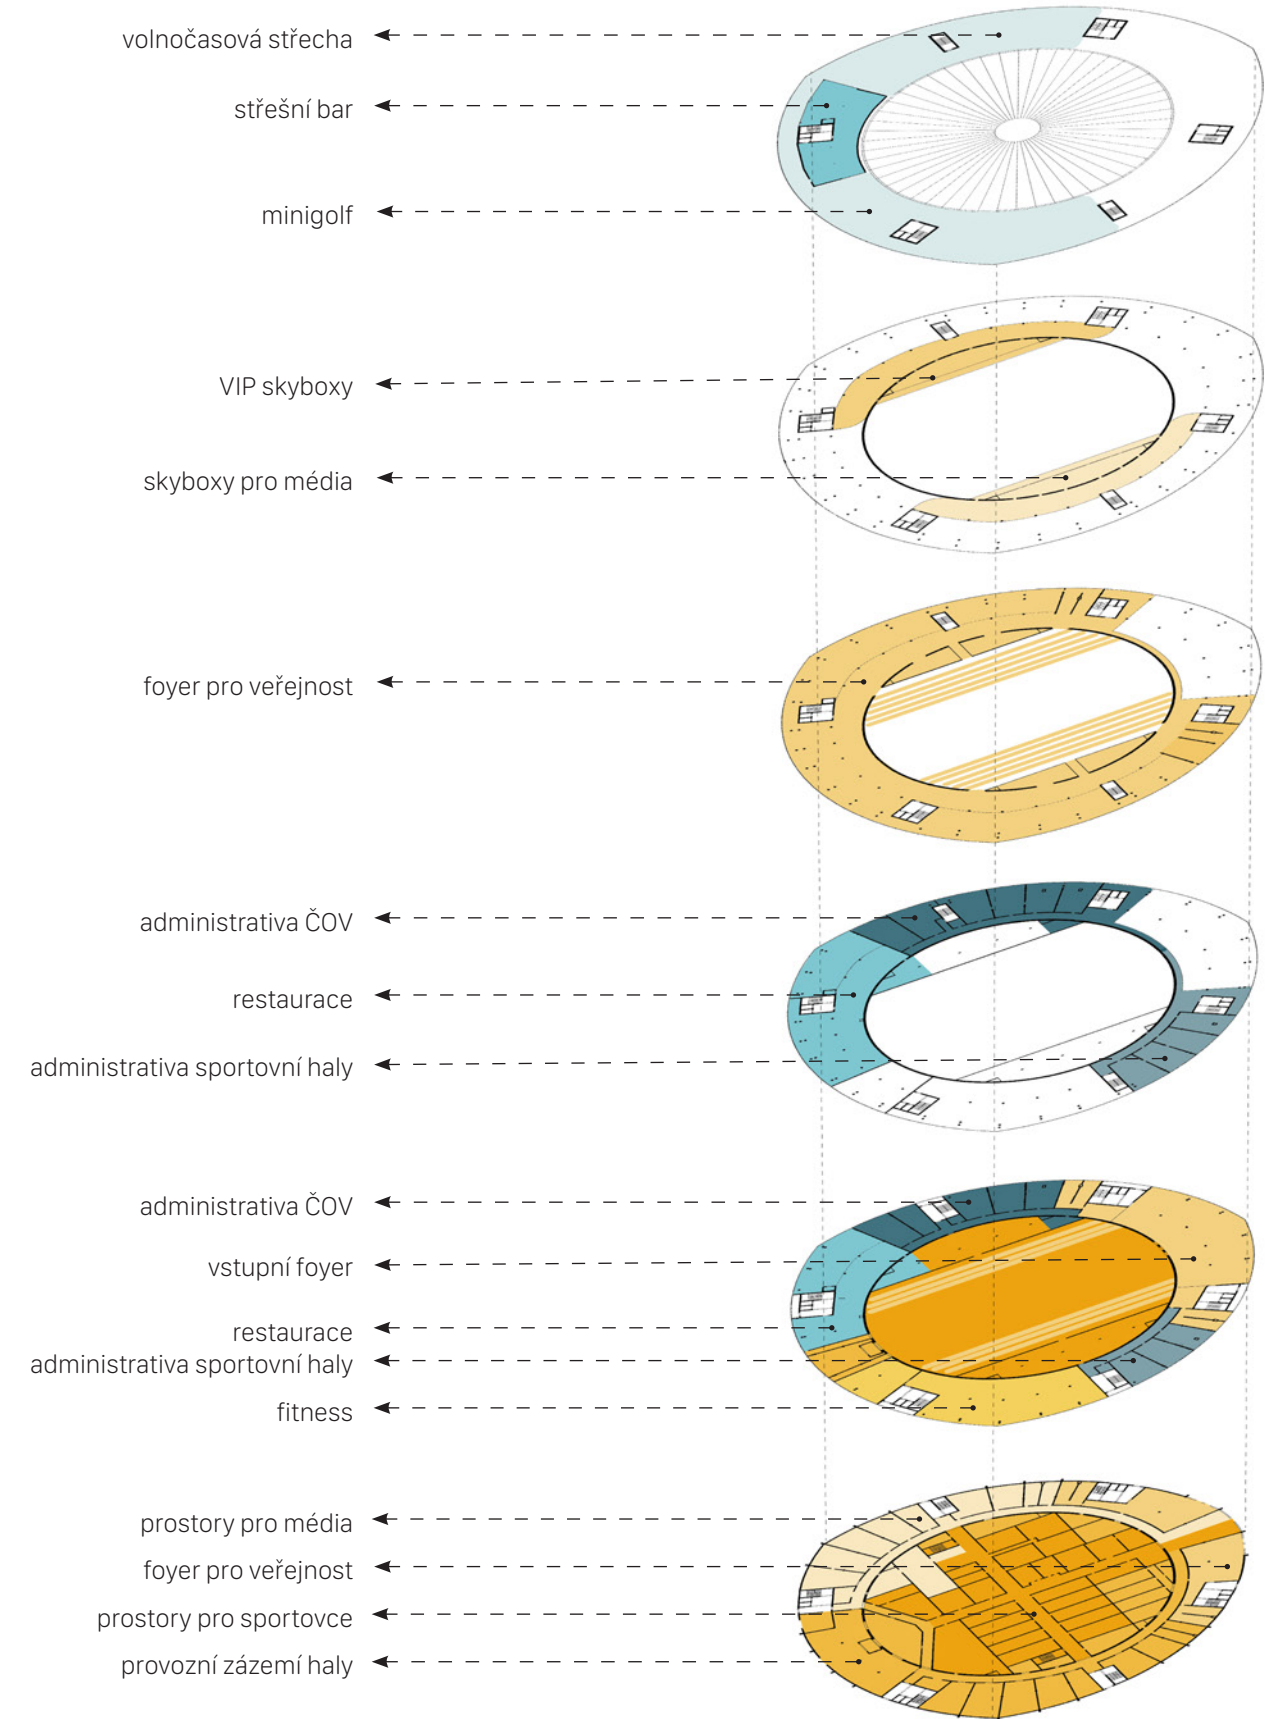 volnočasová střecha
střešní bar
minigolf
VIP skyboxy
skyboxy pro média
foyer pro veřejnost
administrativa ČOV
restaurace
administrativa sportovní haly
administrativa ČOV
vstupní foyer
restaurace
administrativa sportovní haly
fitness
prostory pro média
foyer pro veřejnost
prostory pro sportovce
provozní zázemí haly